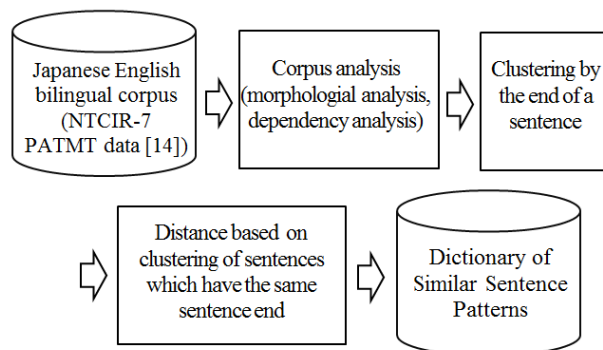 Japanese English
bilingual corpus
(NTCIR-7
PATMT data [14])
Corpus analysis
(morphologial analysis,
dependency analysis)
Clustering by
the end of a
sentence
Distance based on
clustering of sentences
which have the same
sentence end
Dictionary of
Similar Sentence
Patterns